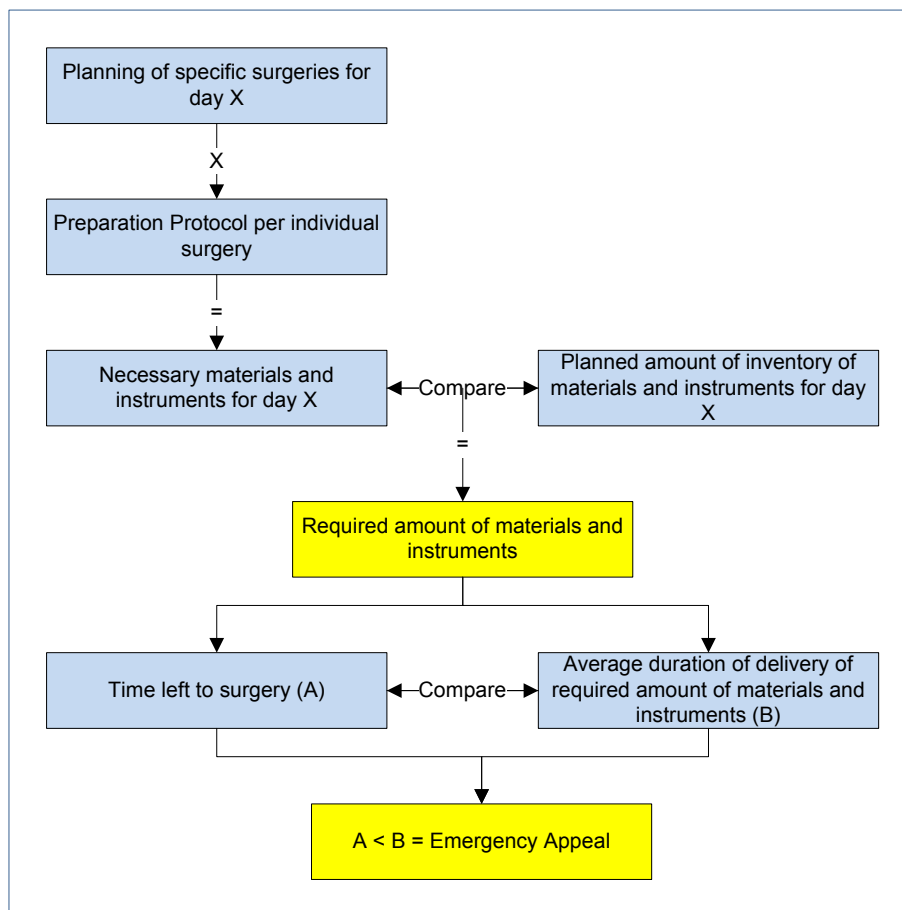 Planning of specific surgeries for
day X
X
Preparation Protocol per individual
surgery
=
Necessary materials and
instruments for day X
Compare
Planned amount of inventory of
materials and instruments for day
X
=
Required amount of materials and
instruments
Time left to surgery (A)
Compare
Average duration of delivery of
required amount of materials and
instruments (B)
A < B = Emergency Appeal